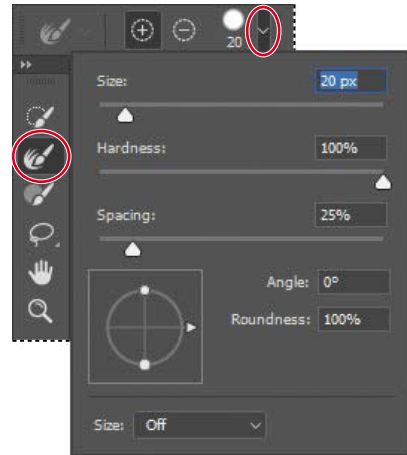 20
Size: 20 px
Hardness: 100%
Spacing: 25%
Angle: 0°
Roundness: 100%
Size: Off